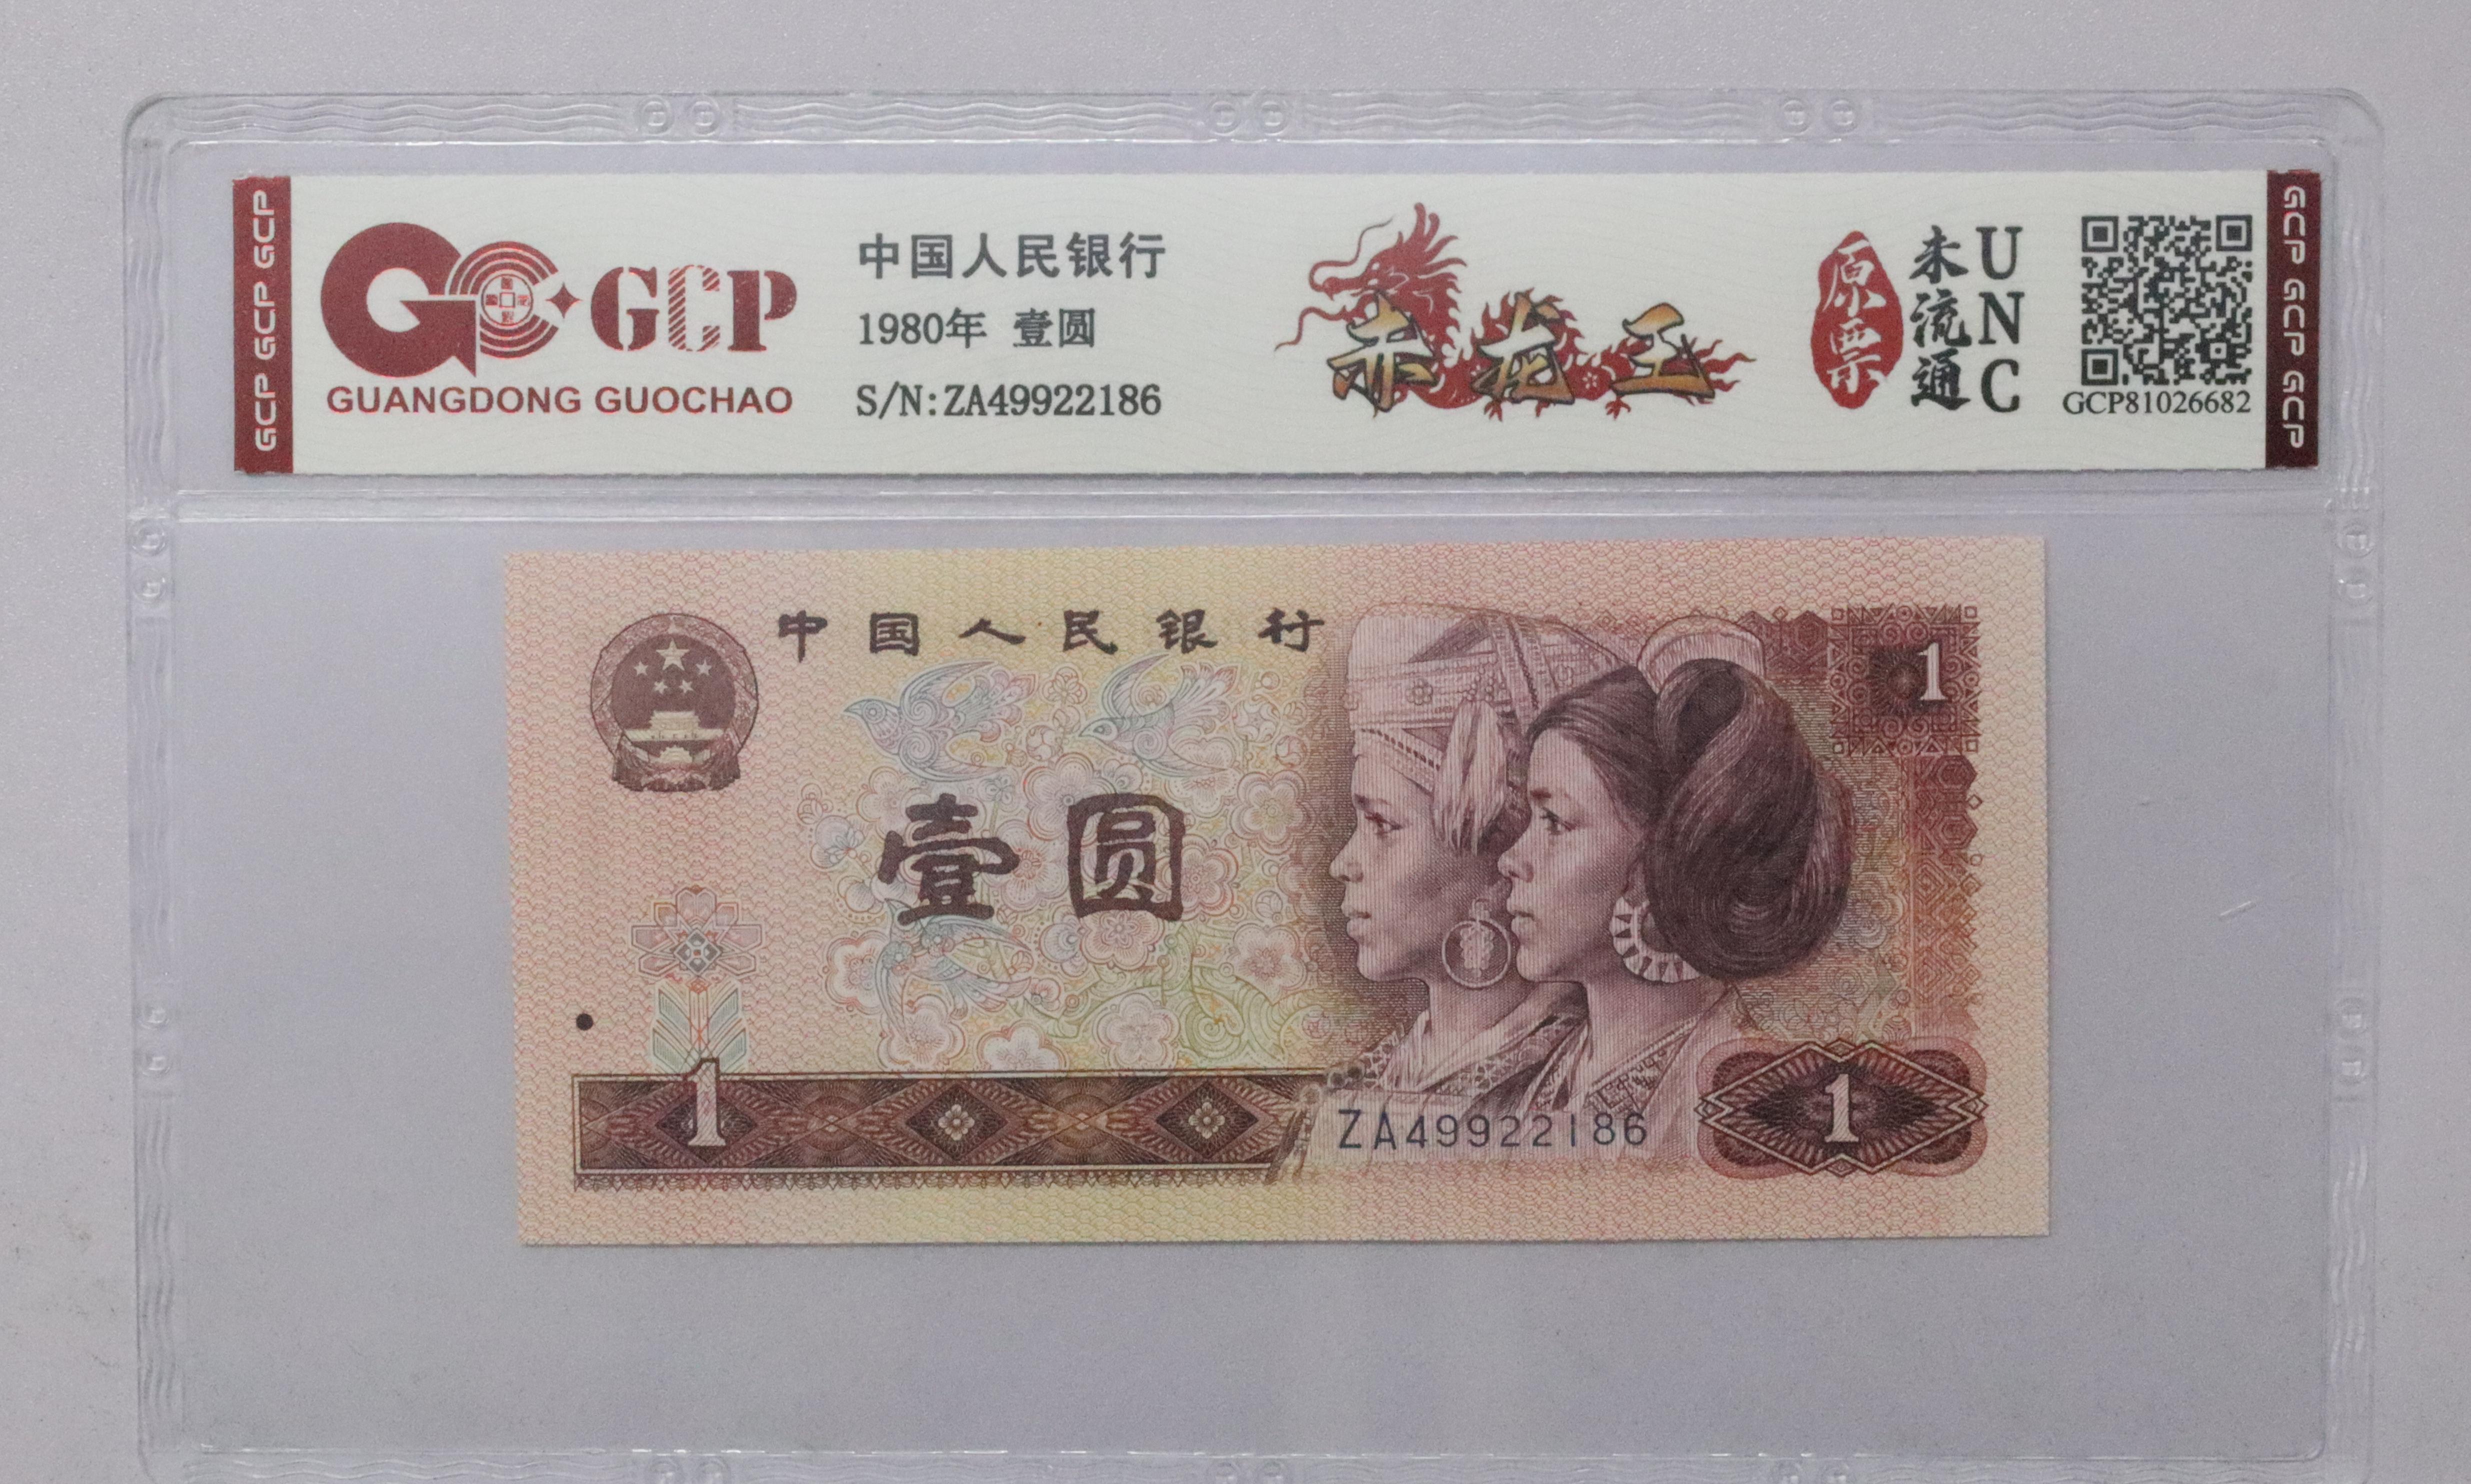 GCP GCP GCP
GCP
GUANGDONG GUOCHAO
中国人民银行
1980年 壹圆
S/N:ZA49922186
赤龙王
原票
未流通
UNC
GCP81026682
GCP GCP GCP
中国人民银行
1
壹圆
1
ZA49922186
1